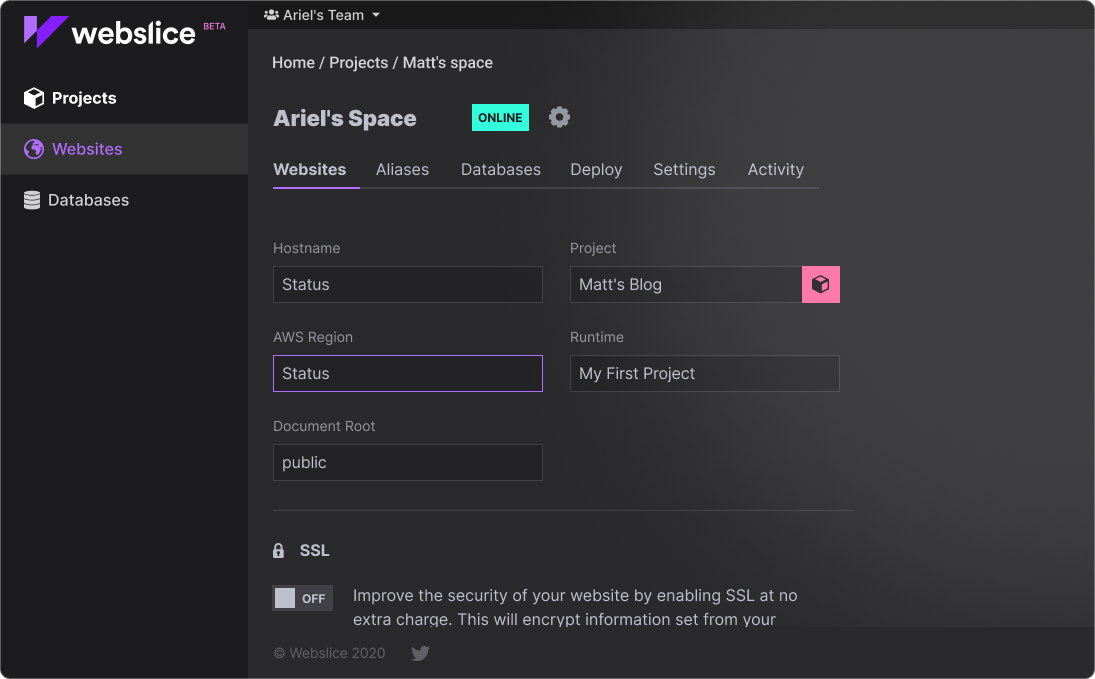 webslice BETA
Ariel's Team
Projects
Websites
Databases
Home / Projects / Matt's space
Ariel's Space ONLINE
Websites Aliases Databases Deploy Settings Activity
Hostname Project
Status Matt's Blog
AWS Region Runtime
Status My First Project
Document Root
public
SSL
OFF
Improve the security of your website by enabling SSL at no
extra charge. This will encrypt information set from your
© Webslice 2020